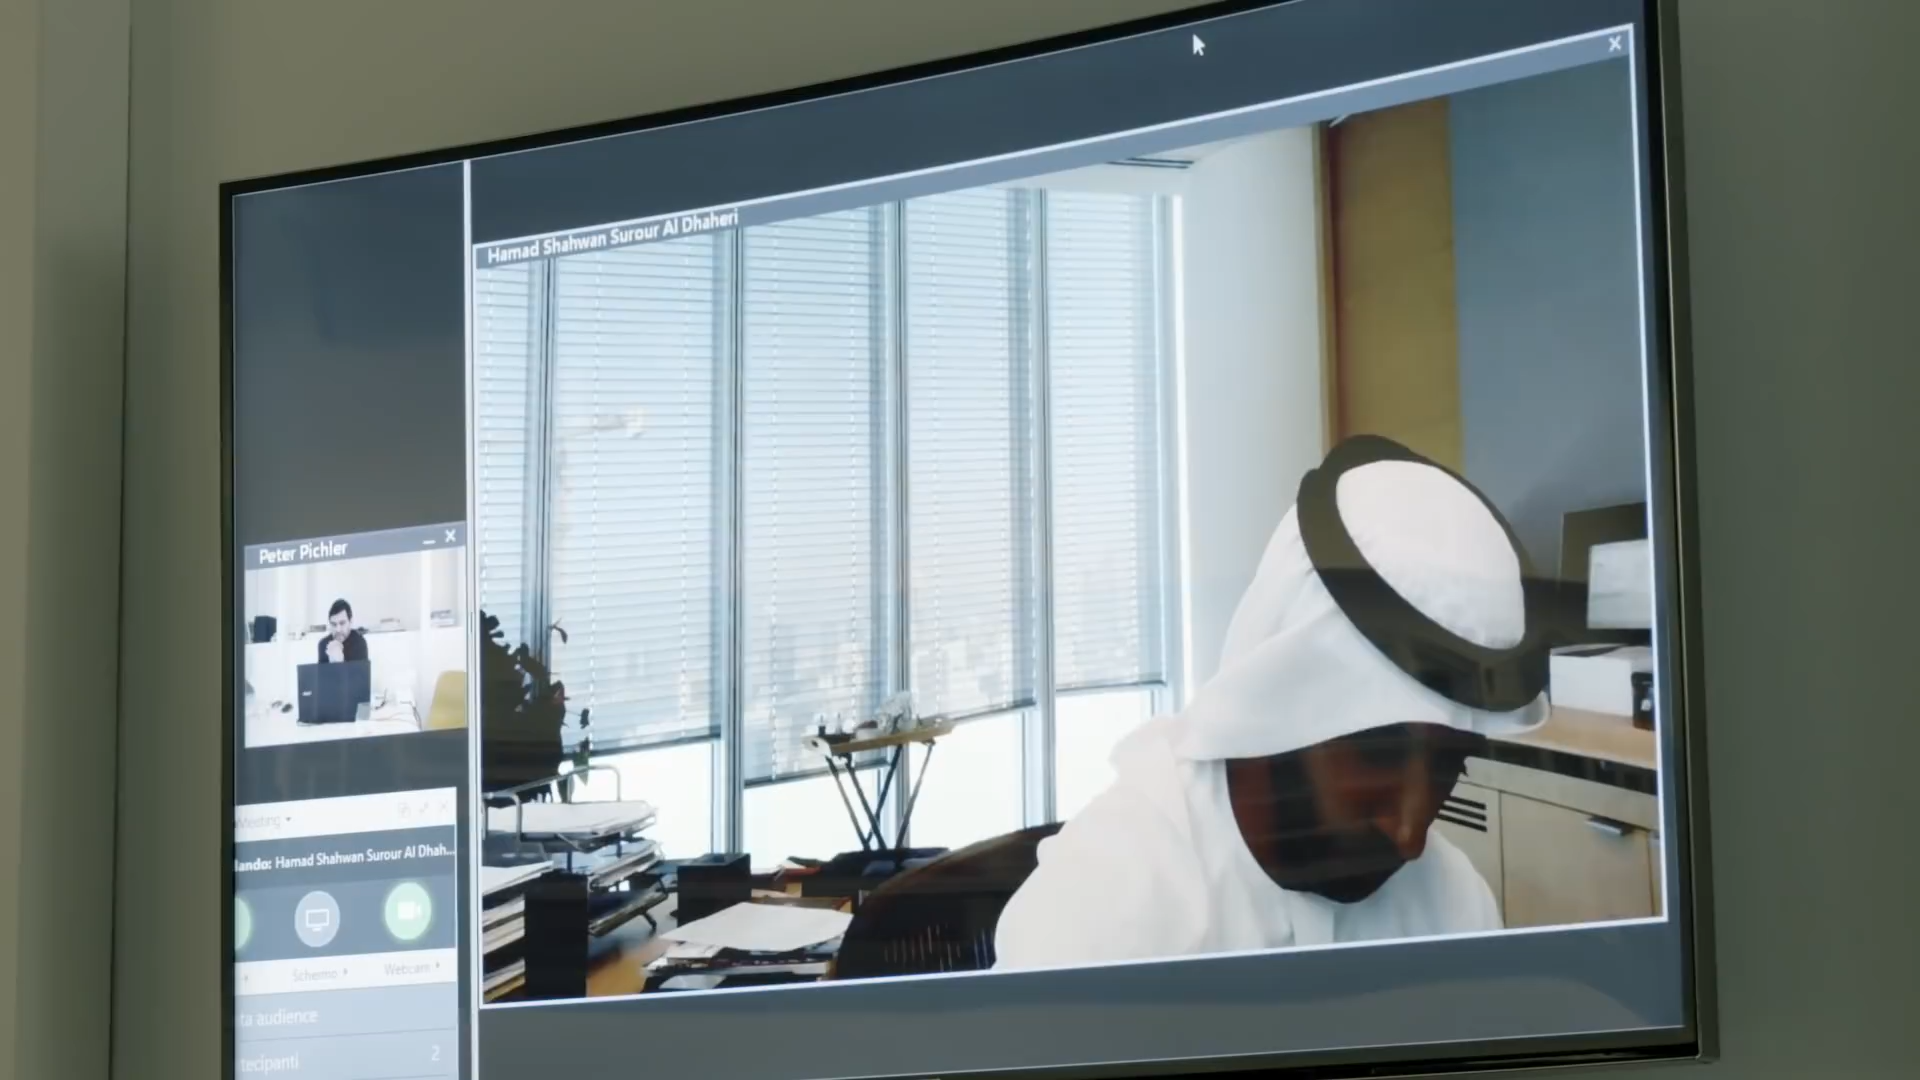 Hamad Shahwan Surour Al Dhaheri
Peter Pichler
Meeting
lando: Hamad Shahwan Surour Al Dhah...
Schermo
Webcam
ta audience
tecipanti 2